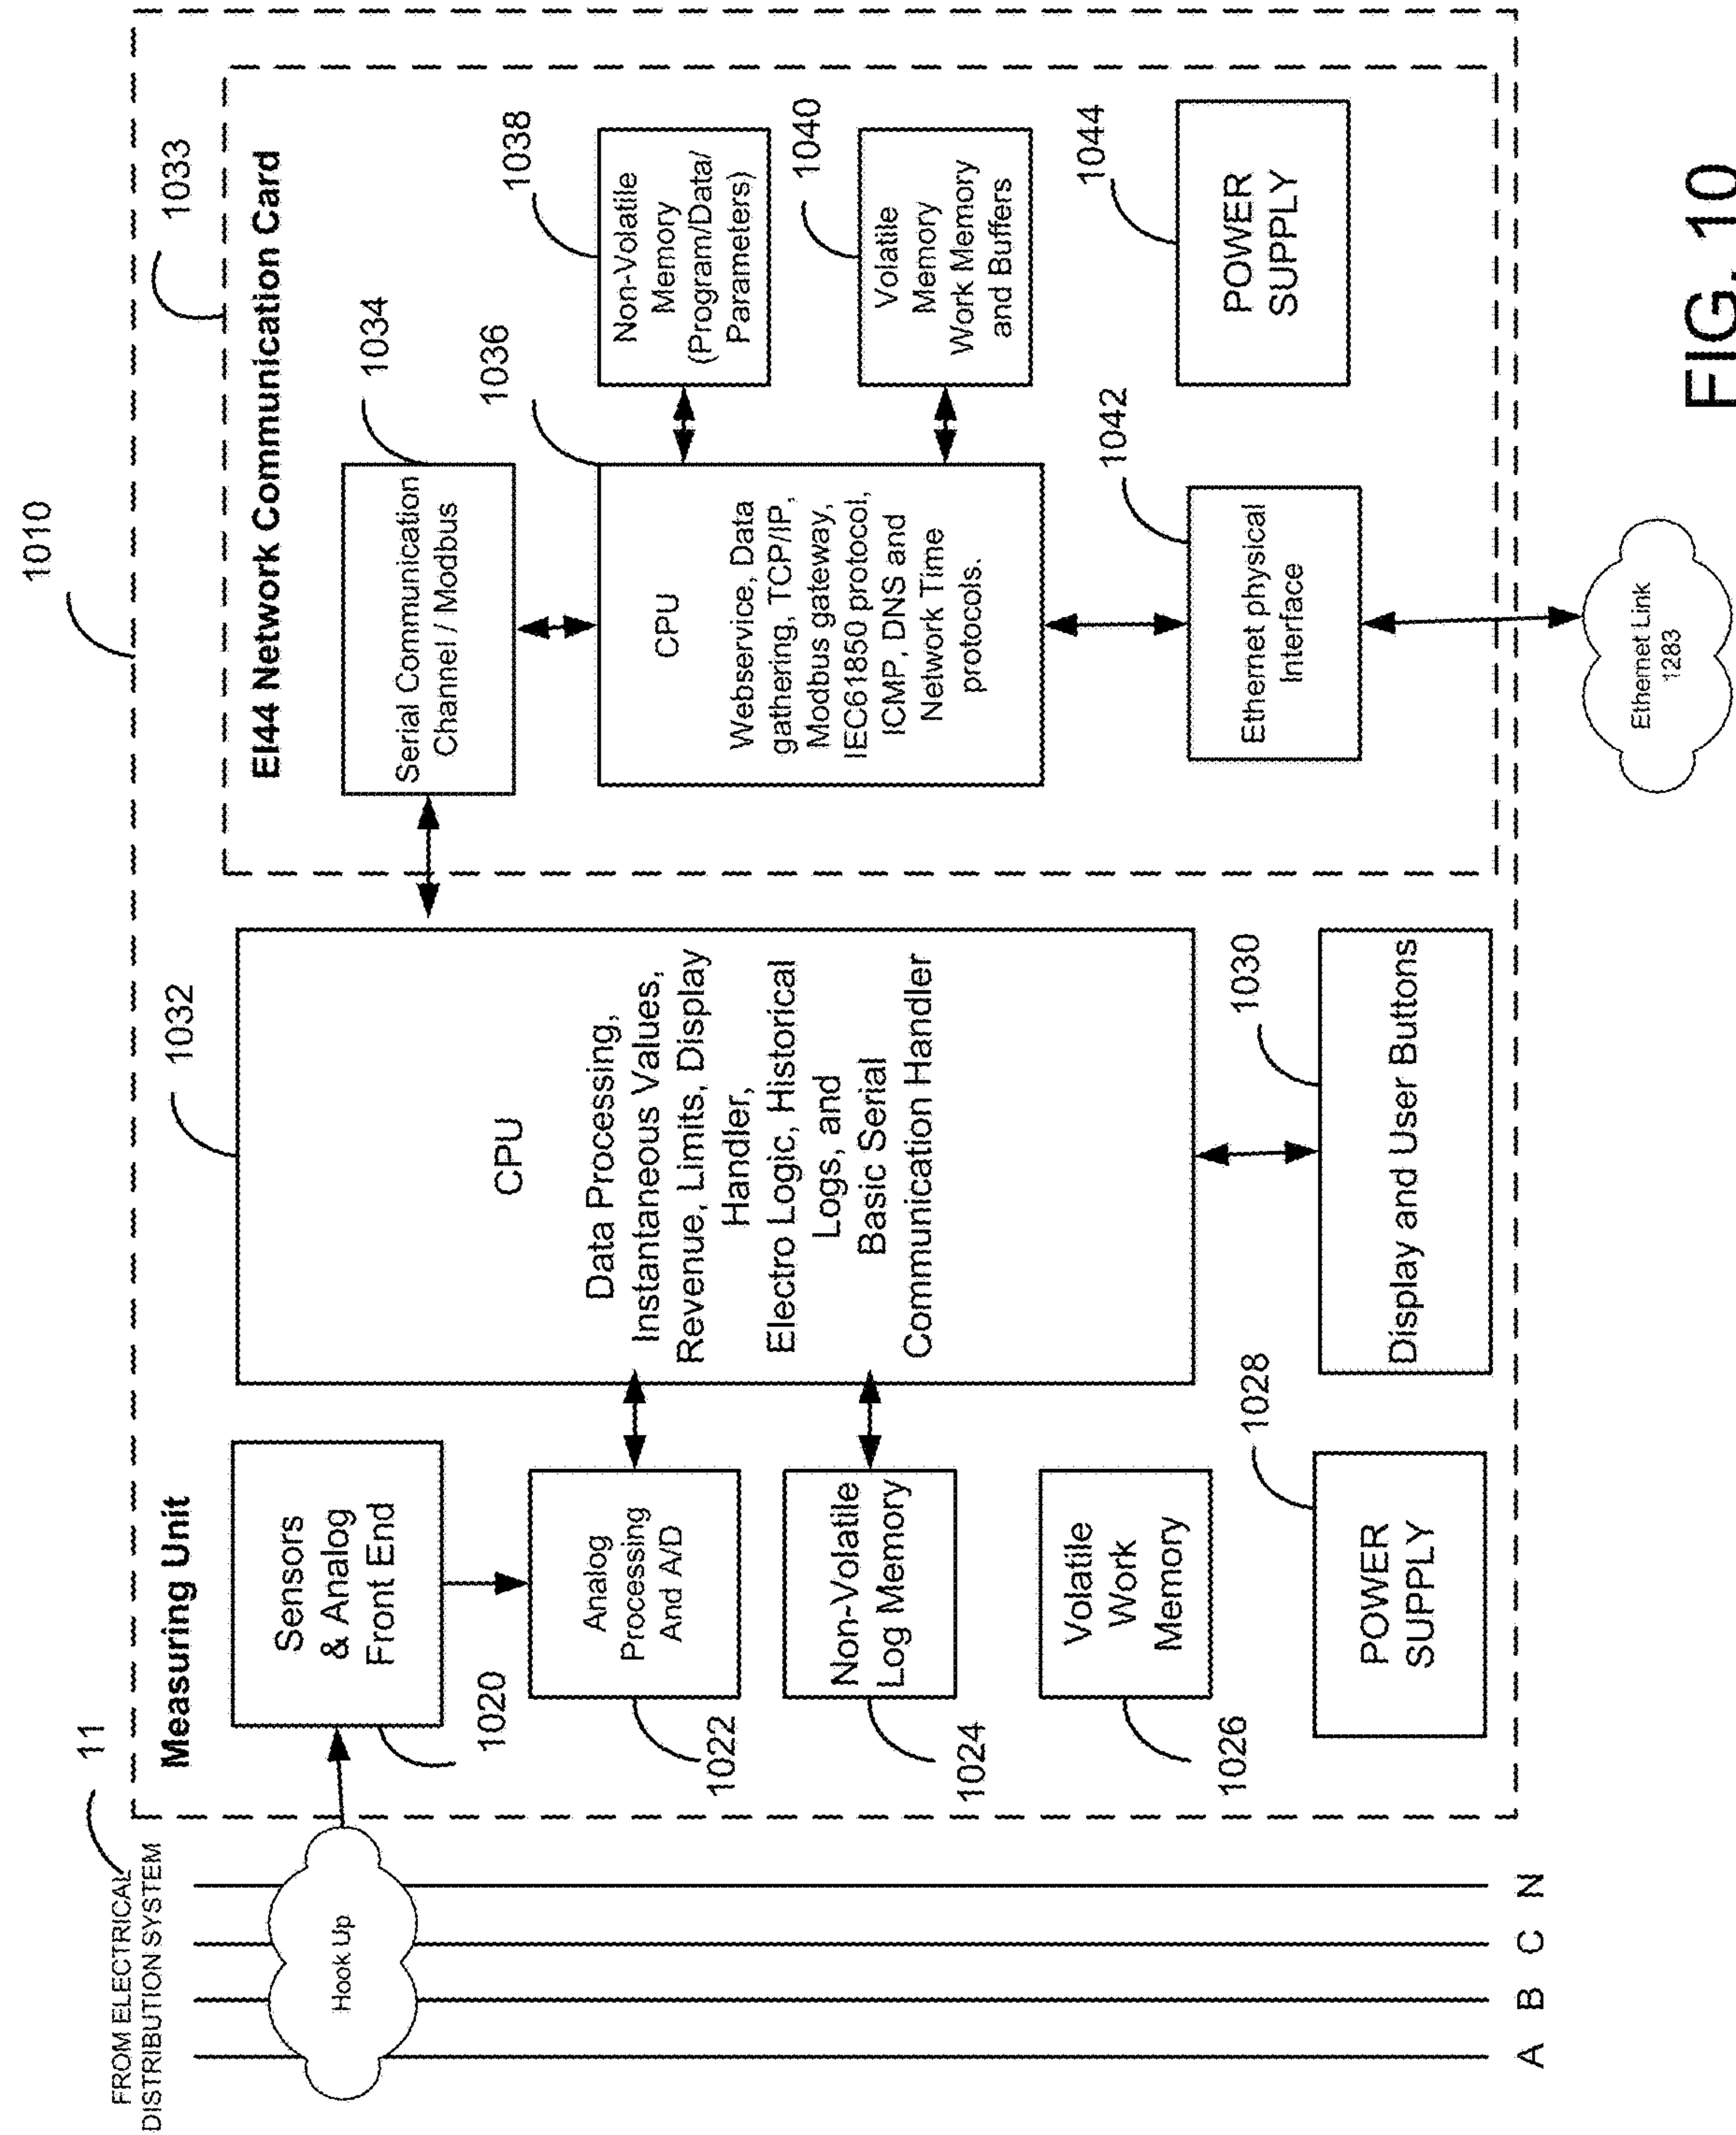 1010
1033
11
FROM ELECTRICAL
DISTRIBUTION SYSTEM
Hook Up
A
B
C
N
Measuring Unit
Sensors
& Analog
Front End
1020
Analog
Processing
And A/D
1022
Non-Volatile
Log Memory
1024
Volatile
Work
Memory
1026
POWER
SUPPLY
1028
1032
CPU
Data Processing,
Instantaneous Values,
Revenue, Limits, Display
Handler,
Electro Logic, Historical
Logs, and
Basic Serial
Communication Handler
1030
Display and User Buttons
EI44 Network Communication Card
1034
Serial Communication
Channel / Modbus
1036
CPU
Webservice, Data
gathering, TCP/IP,
Modbus gateway,
IEC61850 protocol,
ICMP, DNS and
Network Time
protocols.
1038
Non-Volatile
Memory
(Program/Data/
Parameters)
1040
Volatile
Memory
Work Memory
and Buffers
1042
Ethernet physical
Interface
1044
POWER
SUPPLY
Ethernet Link
1283
FIG. 10